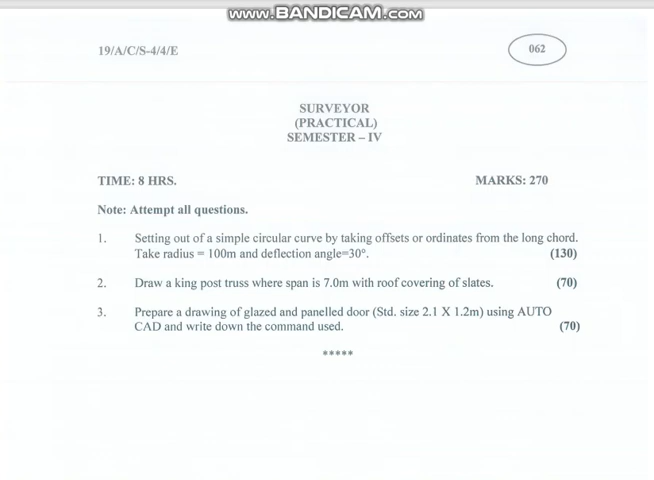 www.BANDICAM.com
19/A/C/S-4/4/E
062
SURVEYOR
(PRACTICAL)
SEMESTER – IV
TIME: 8 HRS.
MARKS: 270
Note: Attempt all questions.
1. Setting out of a simple circular curve by taking offsets or ordinates from the long chord.
Take radius = 100m and deflection angle=30°. (130)
2. Draw a king post truss where span is 7.0m with roof covering of slates. (70)
3. Prepare a drawing of glazed and panelled door (Std. size 2.1 X 1.2m) using AUTO
CAD and write down the command used. (70)
*****